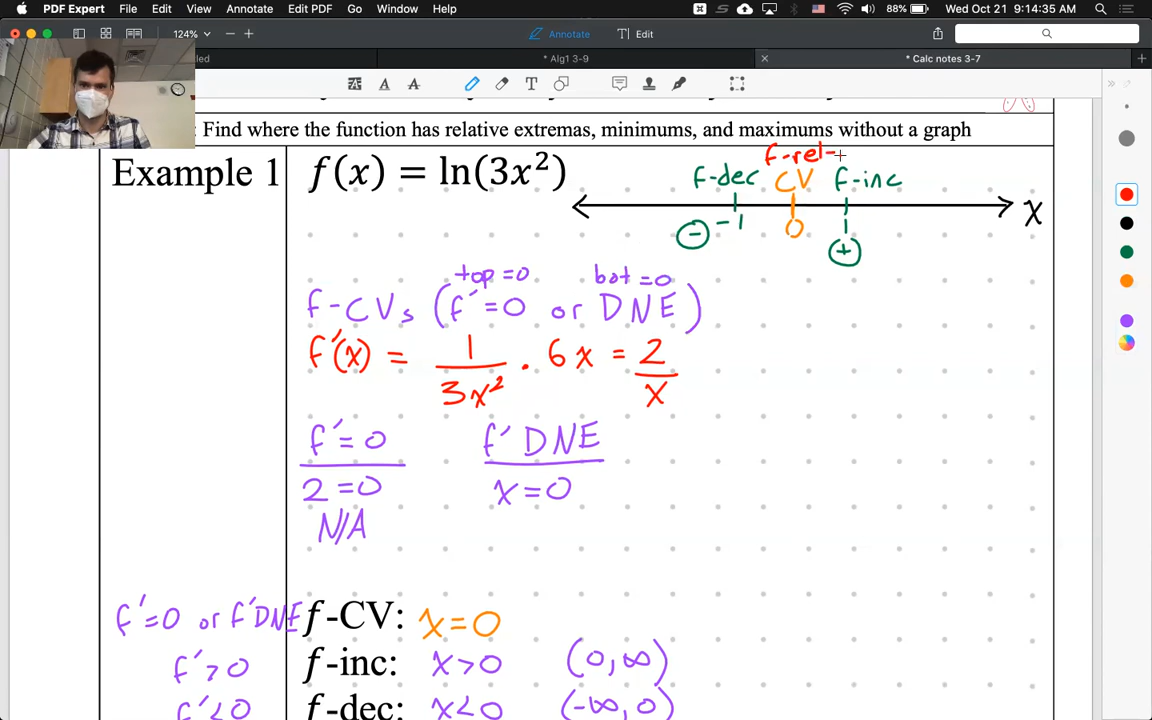 PDF Expert File Edit View Annotate Edit PDF Go Window Help 88% Wed Oct 21 9:14:35 AM
124% Annotate Edit
* Alg1 3-9 * Calc notes 3-7
: Find where the function has relative extremas, minimums, and maximums without a graph
Example 1 f(x) = ln(3x²)
f-rel-
f-dec CV f-inc
x
-1 0 1
- +
top=0 bot=0
f-CVs (f'=0 or DNE)
f'(x) = 1/3x² · 6x = 2/x
f'=0 f' DNE
2=0 x=0
N/A
f'=0 or f'DNE f-CV: x=0
f'>0 f-inc: x>0 (0,∞)
f'<0 f-dec: x<0 (-∞,0)